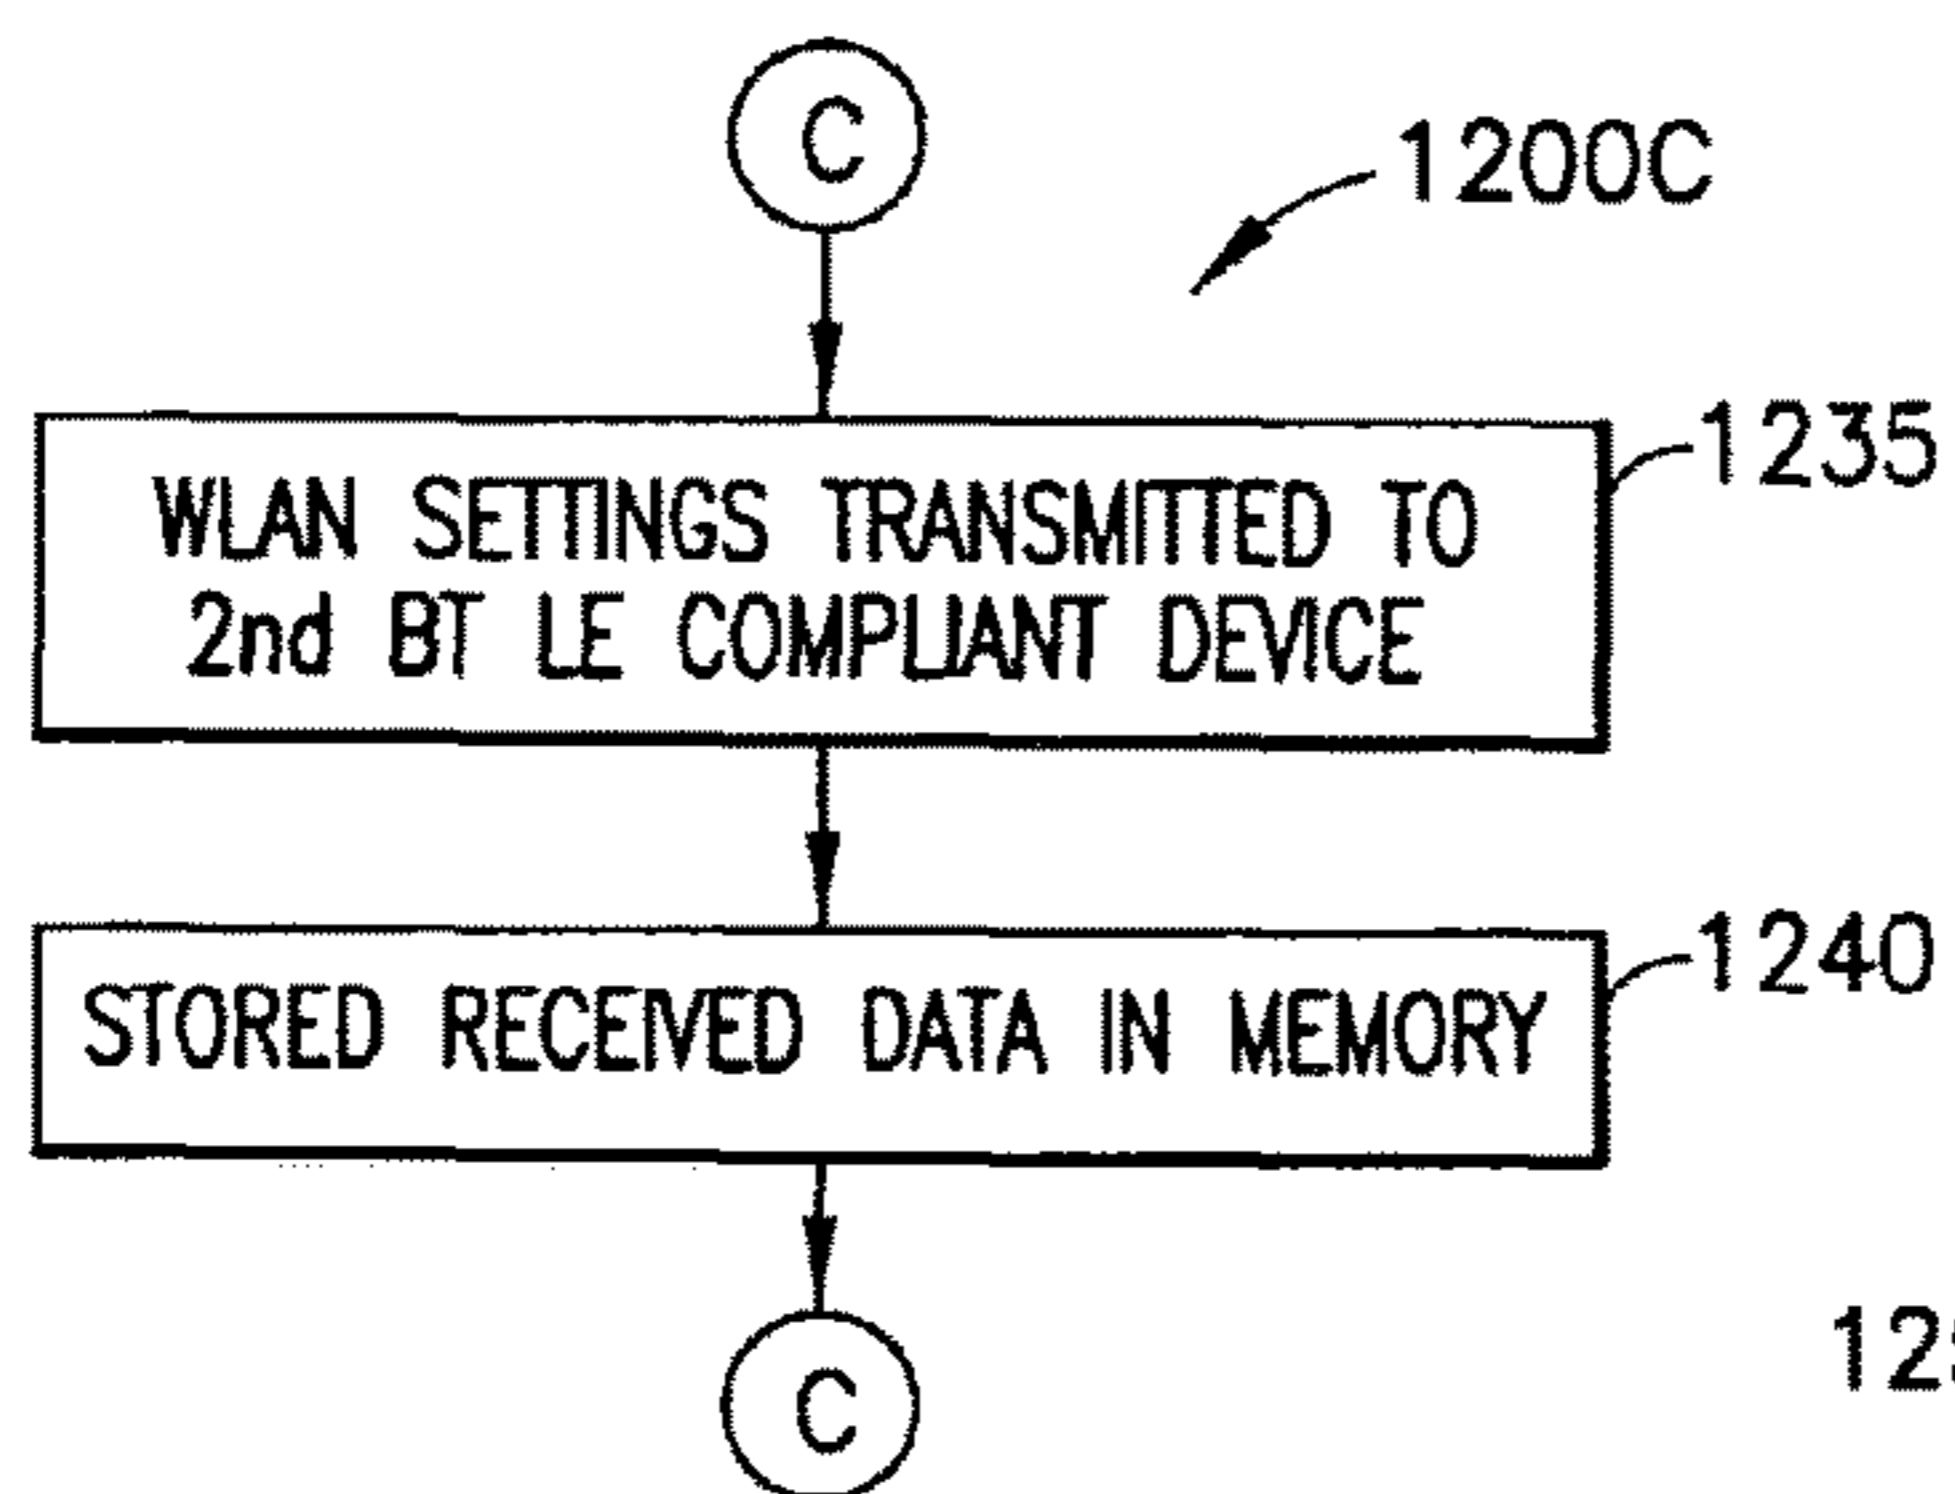 C
1200C
1235
WLAN SETTINGS TRANSMITTED TO
2nd BT LE COMPLIANT DEVICE
1240
STORED RECEIVED DATA IN MEMORY
C